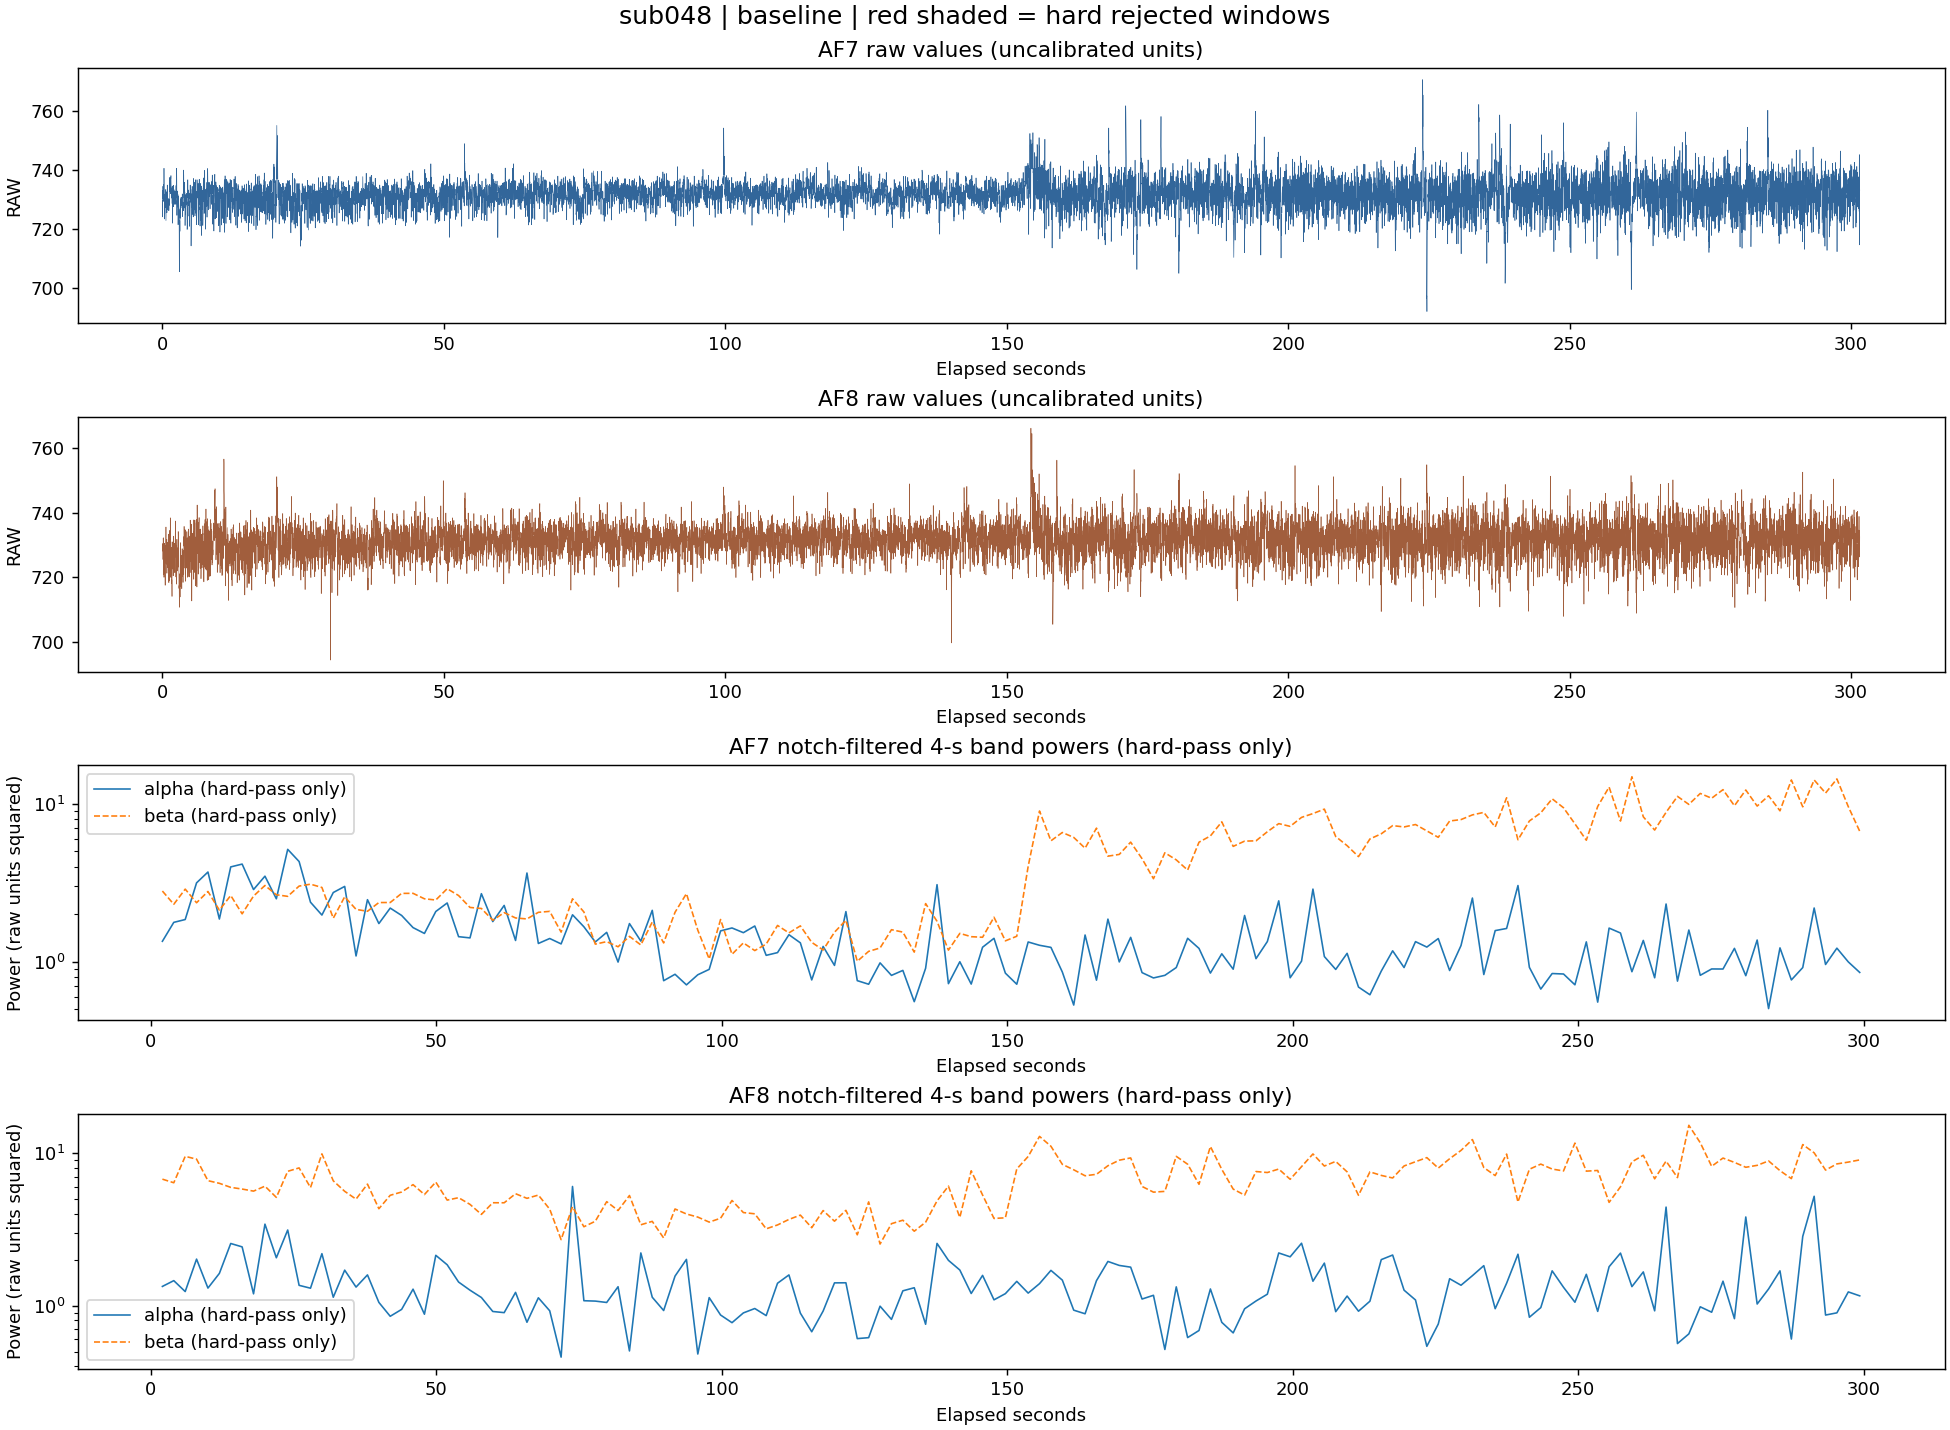 sub048 | baseline | red shaded = hard rejected windows
AF7 raw values (uncalibrated units)
RAW
760
740
720
700
0 50 100 150 200 250 300
Elapsed seconds
AF8 raw values (uncalibrated units)
RAW
760
740
720
700
0 50 100 150 200 250 300
Elapsed seconds
AF7 notch-filtered 4-s band powers (hard-pass only)
Power (raw units squared)
10¹
10⁰
alpha (hard-pass only)
beta (hard-pass only)
0 50 100 150 200 250 300
Elapsed seconds
AF8 notch-filtered 4-s band powers (hard-pass only)
Power (raw units squared)
10¹
10⁰
alpha (hard-pass only)
beta (hard-pass only)
0 50 100 150 200 250 300
Elapsed seconds